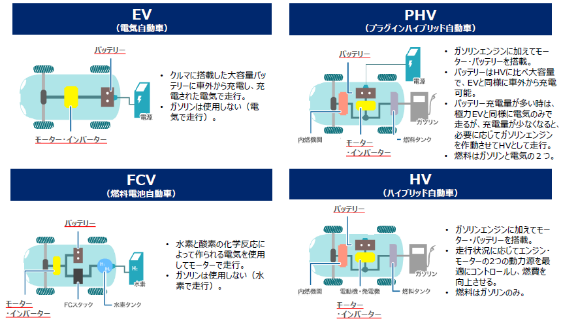 EV
(電気自動車)
バッテリー
電源
モーター・インバーター
• クルマに搭載した大容量バッ
テリーに車外から充電し、充
電された電気で走行。
• ガソリンは使用しない（電
気で走行）。
PHV
(プラグインハイブリッド自動車)
バッテリー
電源
ガソリン
内燃機関
モーター
・インバーター
燃料タンク
• ガソリンエンジンに加えてモー
ター・バッテリーを搭載。
• バッテリーはHVに比べ大容量
で、EVと同様に車外から充電
可能。
• バッテリー充電量が多い時は、
極力EVと同様に電気のみで
走るが、充電量が少なくなると、
必要に応じてガソリンエンジン
を作動させてHVとして走行。
• 燃料はガソリンと電気の２つ。
FCV
(燃料電池自動車)
バッテリー
水素
モーター
・インバーター
FCスタック
水素タンク
• 水素と酸素の化学反応に
よって作られる電気を使用
してモーターで走行。
• ガソリンは使用しない（水
素で走行）。
HV
(ハイブリッド自動車)
バッテリー
ガソリン
内燃機関
電動機・発電機
燃料タンク
モーター
・インバーター
• ガソリンエンジンに加えてモー
ター・バッテリーを搭載。
• 走行状況に応じてエンジン・
モーターの2つの動力源を最
適にコントロールし、燃費を
向上させる。
• 燃料はガソリンのみ。